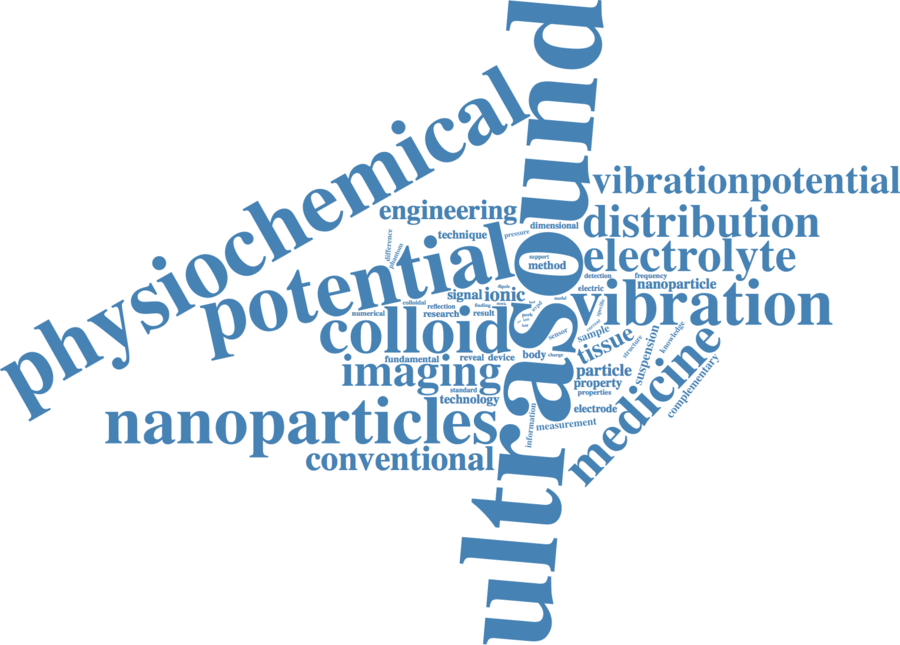 ultrasound
physiochemical
potential
vibrationpotential
engineering
distribution
dimensional
technique
pressure
difference
phantom
electrolyte
support
method
detection
frequency
nanoparticle
electric
signal
ionic
vibration
colloidal
reflection
finding
numerical
research
result
colloid
sensor
sample
tissue
structure
suspension
knowledge
fundamental
reveal
device
body
charge
imaging
particle
medicine
complementary
standard
property
properties
technology
nanoparticles
electrode
information
measurement
conventional